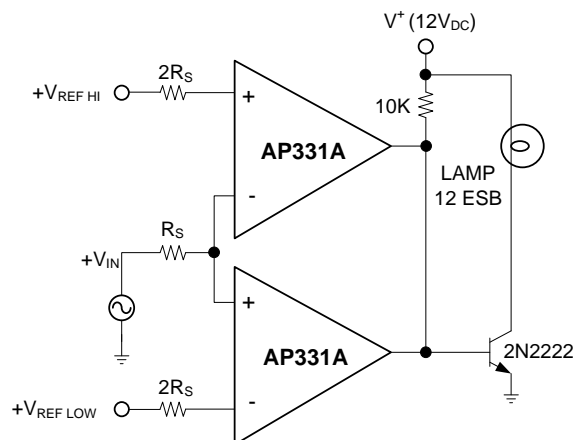 V+ (12VDC)
+VREF HI
2RS
+
AP331A
-
10K
LAMP
12 ESB
+VIN
RS
+
AP331A
-
2N2222
+VREF LOW
2RS